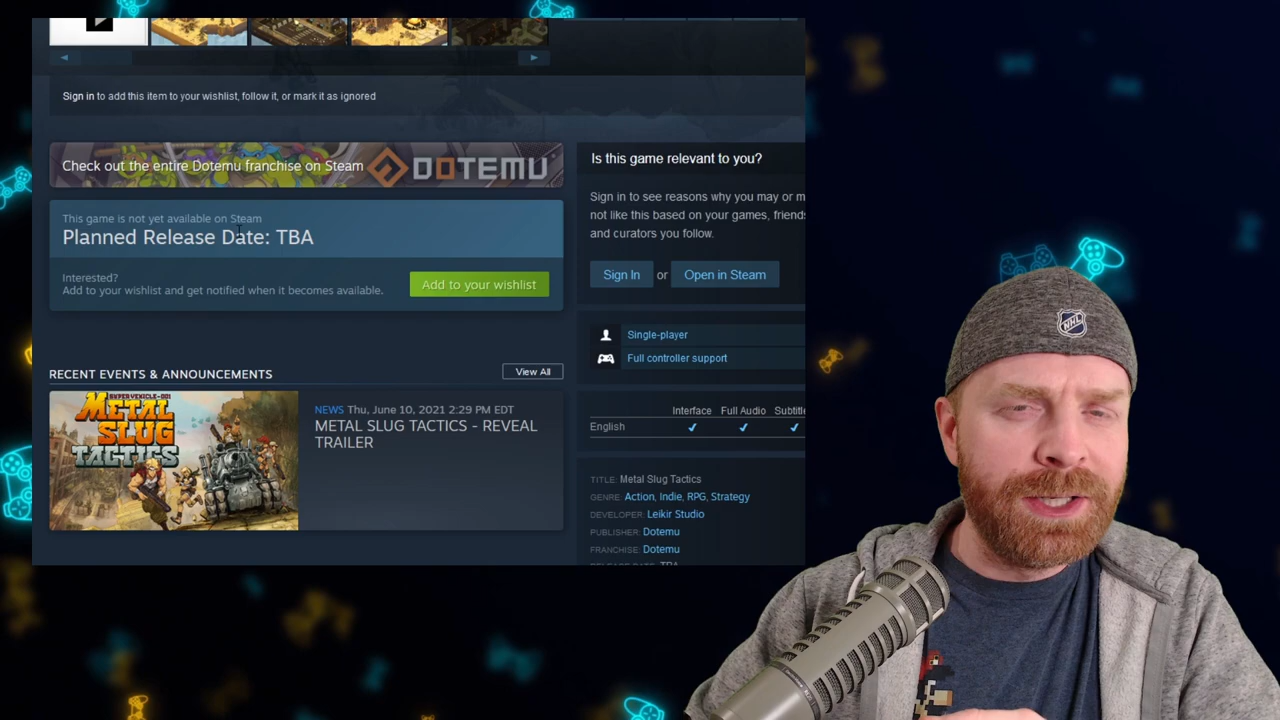 Sign in to add this item to your wishlist, follow it, or mark it as ignored
Check out the entire Dotemu franchise on Steam
DOTEMU
This game is not yet available on Steam
Planned Release Date: TBA
Interested?
Add to your wishlist and get notified when it becomes available.
Add to your wishlist
RECENT EVENTS & ANNOUNCEMENTS
View All
SUPER VEHICLE-001
METAL
SLUG
TACTICS
NEWS Thu, June 10, 2021 2:29 PM EDT
METAL SLUG TACTICS - REVEAL
TRAILER
Is this game relevant to you?
Sign in to see reasons why you may or m
not like this based on your games, friends
and curators you follow.
Sign In or Open in Steam
Single-player
Full controller support
Interface Full Audio Subtitle
English
TITLE: Metal Slug Tactics
GENRE: Action, Indie, RPG, Strategy
DEVELOPER: Leikir Studio
PUBLISHER: Dotemu
FRANCHISE: Dotemu
RELEASE DATE: TBA
NHL